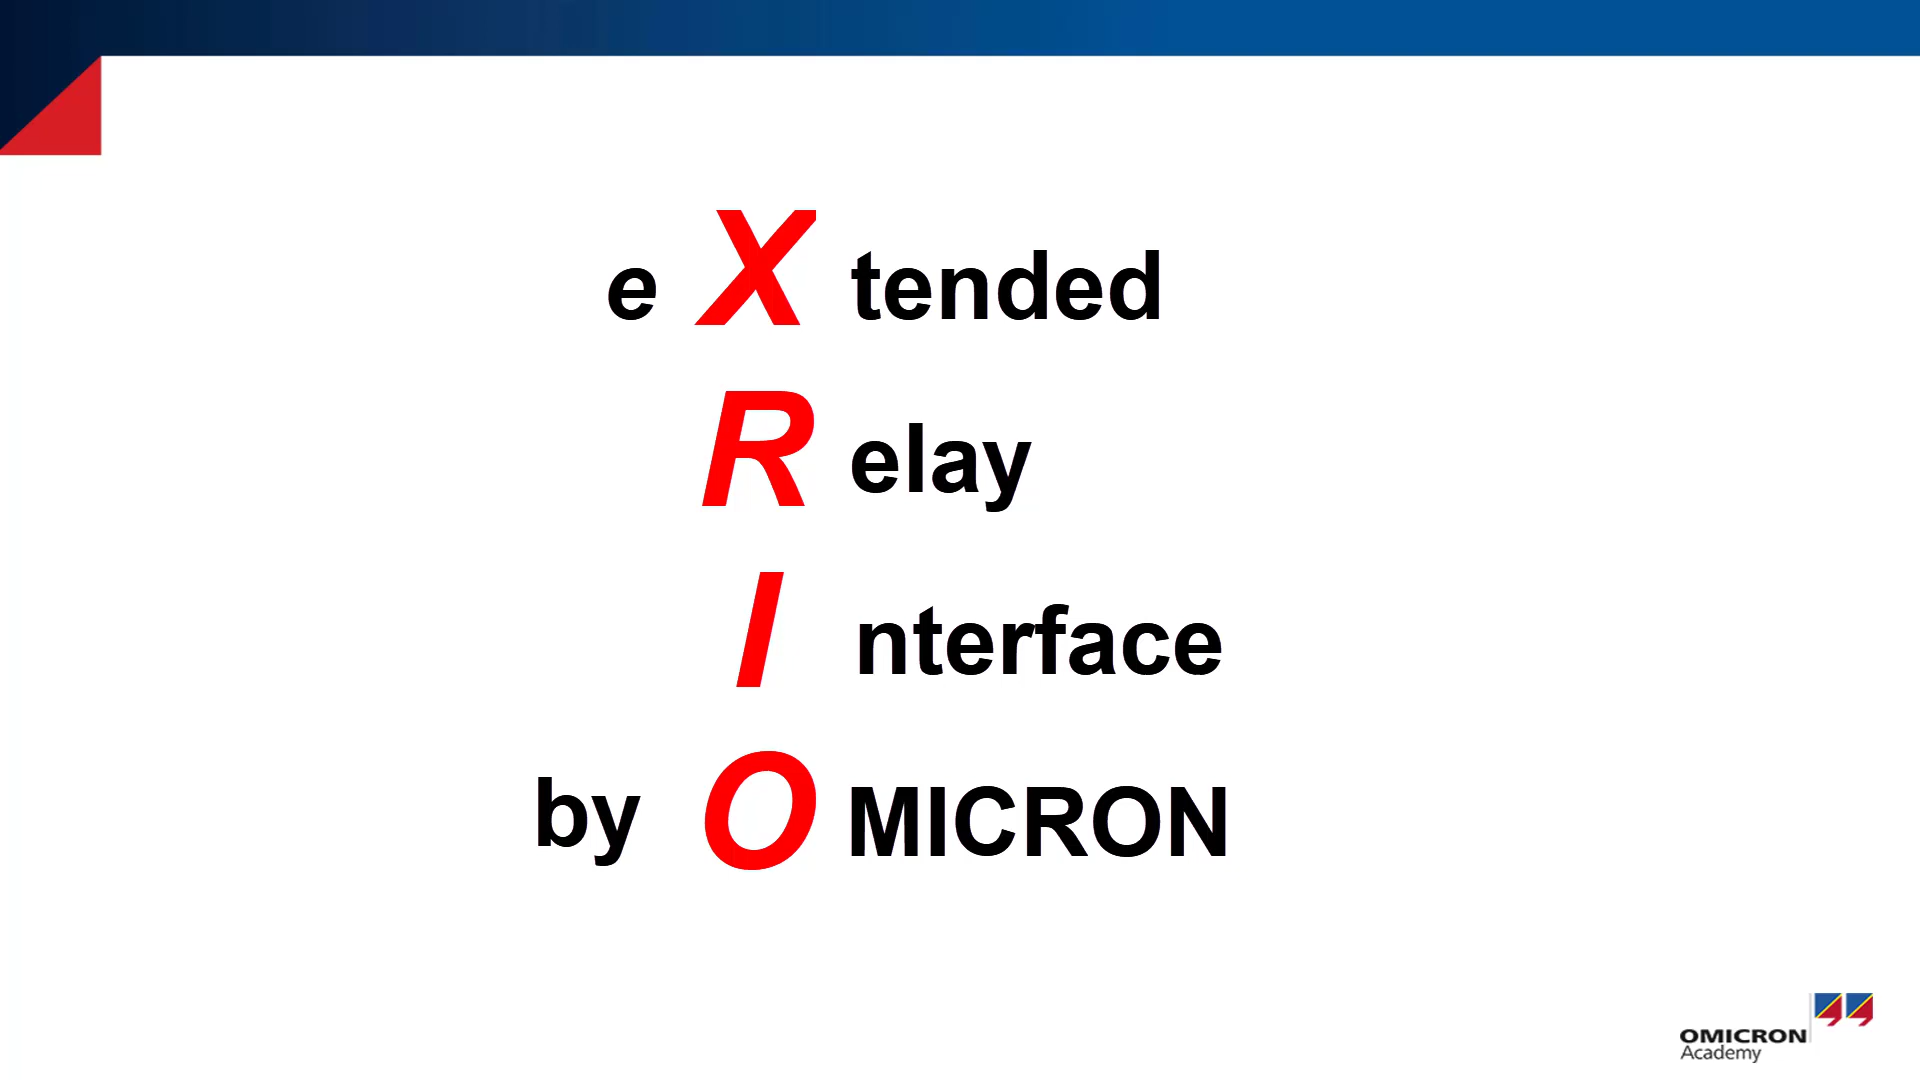 e X tended
R elay
I nterface
by O MICRON
OMICRON
Academy